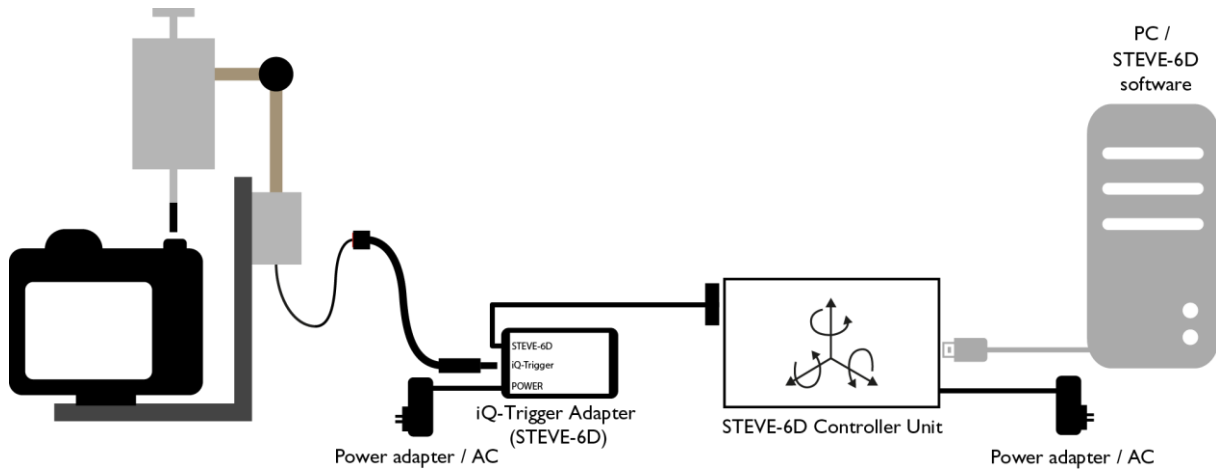 PC /
STEVE-6D
software
STEVE-6D
iQ-Trigger
POWER
iQ-Trigger Adapter
(STEVE-6D)
Power adapter / AC
STEVE-6D Controller Unit
Power adapter / AC